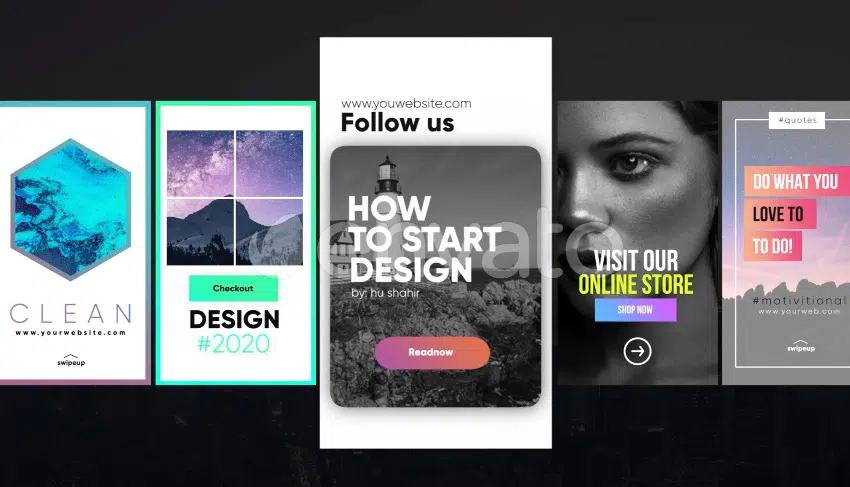 CLEAN
www.yourwebsite.com
swipeup
Checkout
DESIGN
#2020
www.youwebsite.com
Follow us
HOW
TO START
DESIGN
by: hu shahir
Readnow
envato
VISIT OUR
ONLINE STORE
SHOP NOW
#quotes
DO WHAT YOU
LOVE TO
TO DO!
#motivitional
www.yourweb.com
swipeup